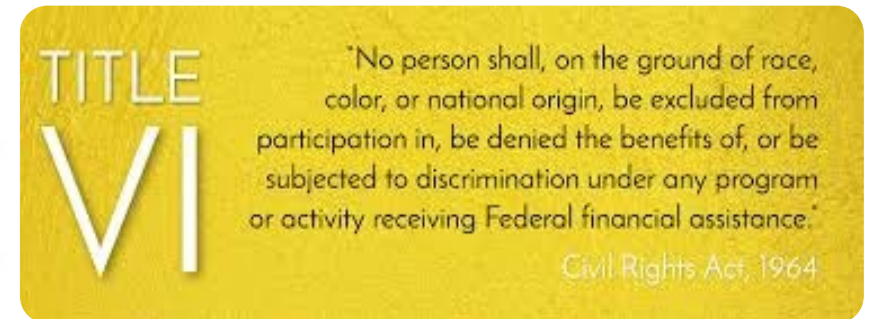 TITLE
VI
"No person shall, on the ground of race,
color, or national origin, be excluded from
participation in, be denied the benefits of, or be
subjected to discrimination under any program
or activity receiving Federal financial assistance."
Civil Rights Act, 1964